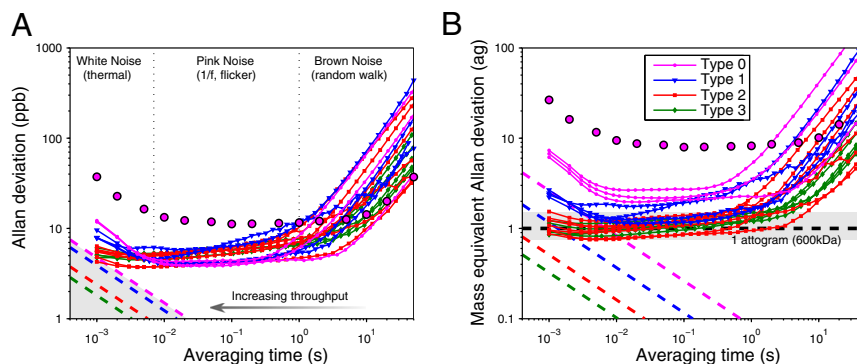 A
Allan deviation (ppb)
1000
100
10
1
White Noise
(thermal)
Pink Noise
(1/f, flicker)
Brown Noise
(random walk)
Increasing throughput
10⁻³
10⁻²
10⁻¹
10⁰
10¹
Averaging time (s)
B
Mass equivalent Allan deviation (ag)
100
10
1
0.1
Type 0
Type 1
Type 2
Type 3
1 attogram (600kDa)
10⁻³
10⁻²
10⁻¹
10⁰
10¹
Averaging time (s)